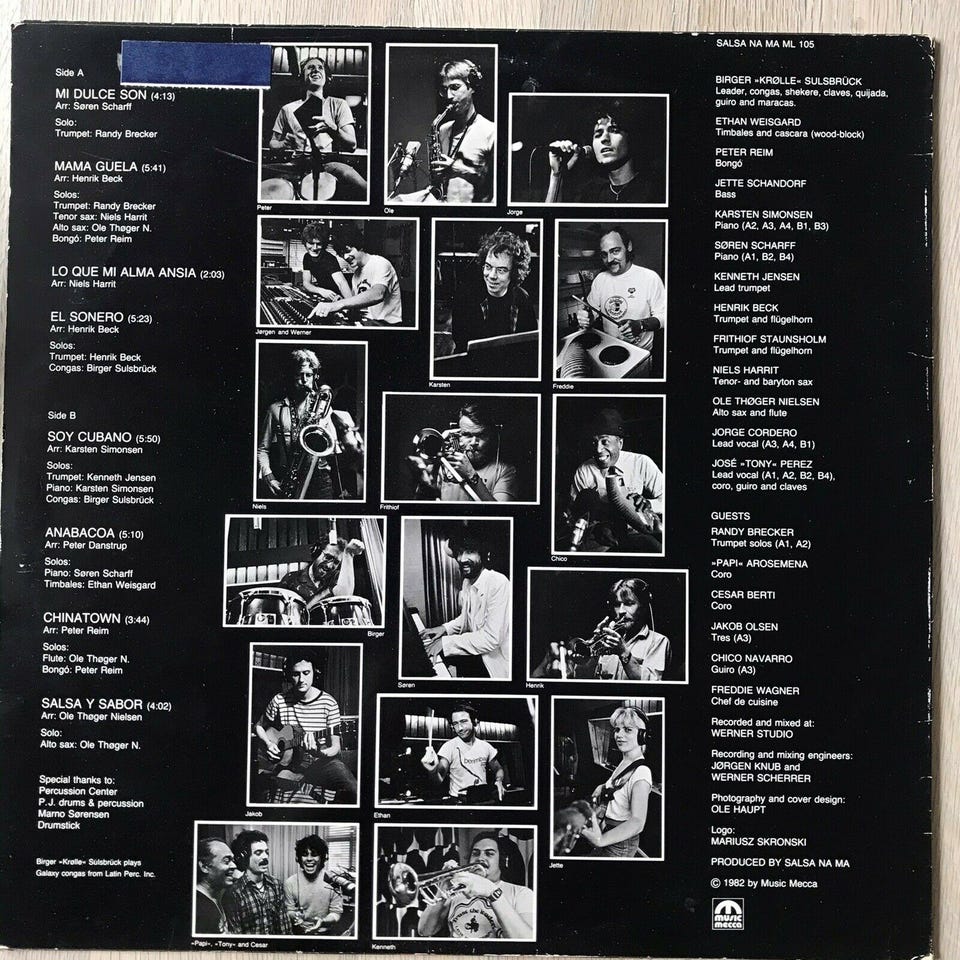 Side A
MI DULCE SON (4:13)
Arr: Søren Scharff
Solo:
Trumpet: Randy Brecker
MAMA GUELA (5:41)
Arr: Henrik Beck
Solos:
Trumpet: Randy Brecker
Tenor sax: Niels Harrit
Alto sax: Ole Thøger N.
Bongó: Peter Reim
LO QUE MI ALMA ANSIA (2:03)
Arr: Niels Harrit
EL SONERO (5:23)
Arr: Henrik Beck
Solos:
Trumpet: Henrik Beck
Congas: Birger Sulsbrück
Side B
SOY CUBANO (5:50)
Arr: Karsten Simonsen
Solos:
Trumpet: Kenneth Jensen
Piano: Karsten Simonsen
Congas: Birger Sulsbrück
ANABACOA (5:10)
Arr: Peter Danstrup
Solos:
Piano: Søren Scharff
Timbales: Ethan Weisgard
CHINATOWN (3:44)
Arr: Peter Reim
Solos:
Flute: Ole Thøger N.
Bongó: Peter Reim
SALSA Y SABOR (4:02)
Arr: Ole Thøger Nielsen
Solo:
Alto sax: Ole Thøger N.
Special thanks to:
Percussion Center
P.J. drums & percussion
Marno Sørensen
Drumstick
Birger »Krølle« Sulsbrück plays
Galaxy congas from Latin Perc. Inc.
Peter
Ole
Jorge
Jørgen and Werner
Karsten
Freddie
Niels
Frithiof
Chico
Birger
Søren
Henrik
Jakob
Ethan
Jette
»Papi«, »Tony« and Cesar
Kenneth
SALSA NA MA ML 105
BIRGER »KRØLLE« SULSBRÜCK
Leader, congas, shekere, claves, quijada,
guiro and maracas.
ETHAN WEISGARD
Timbales and cascara (wood-block)
PETER REIM
Bongó
JETTE SCHANDORF
Bass
KARSTEN SIMONSEN
Piano (A2, A3, A4, B1, B3)
SØREN SCHARFF
Piano (A1, B2, B4)
KENNETH JENSEN
Lead trumpet
HENRIK BECK
Trumpet and flügelhorn
FRITHIOF STAUNSHOLM
Trumpet and flügelhorn
NIELS HARRIT
Tenor- and baryton sax
OLE THØGER NIELSEN
Alto sax and flute
JORGE CORDERO
Lead vocal (A3, A4, B1)
JOSÉ »TONY« PEREZ
Lead vocal (A1, A2, B2, B4),
coro, guiro and claves
GUESTS
RANDY BRECKER
Trumpet solos (A1, A2)
»PAPI« AROSEMENA
Coro
CESAR BERTI
Coro
JAKOB OLSEN
Tres (A3)
CHICO NAVARRO
Guiro (A3)
FREDDIE WAGNER
Chef de cuisine
Recorded and mixed at:
WERNER STUDIO
Recording and mixing engineers:
JØRGEN KNUB and
WERNER SCHERRER
Photography and cover design:
OLE HAUPT
Logo:
MARIUSZ SKRONSKI
PRODUCED BY SALSA NA MA
© 1982 by Music Mecca
music
mecca